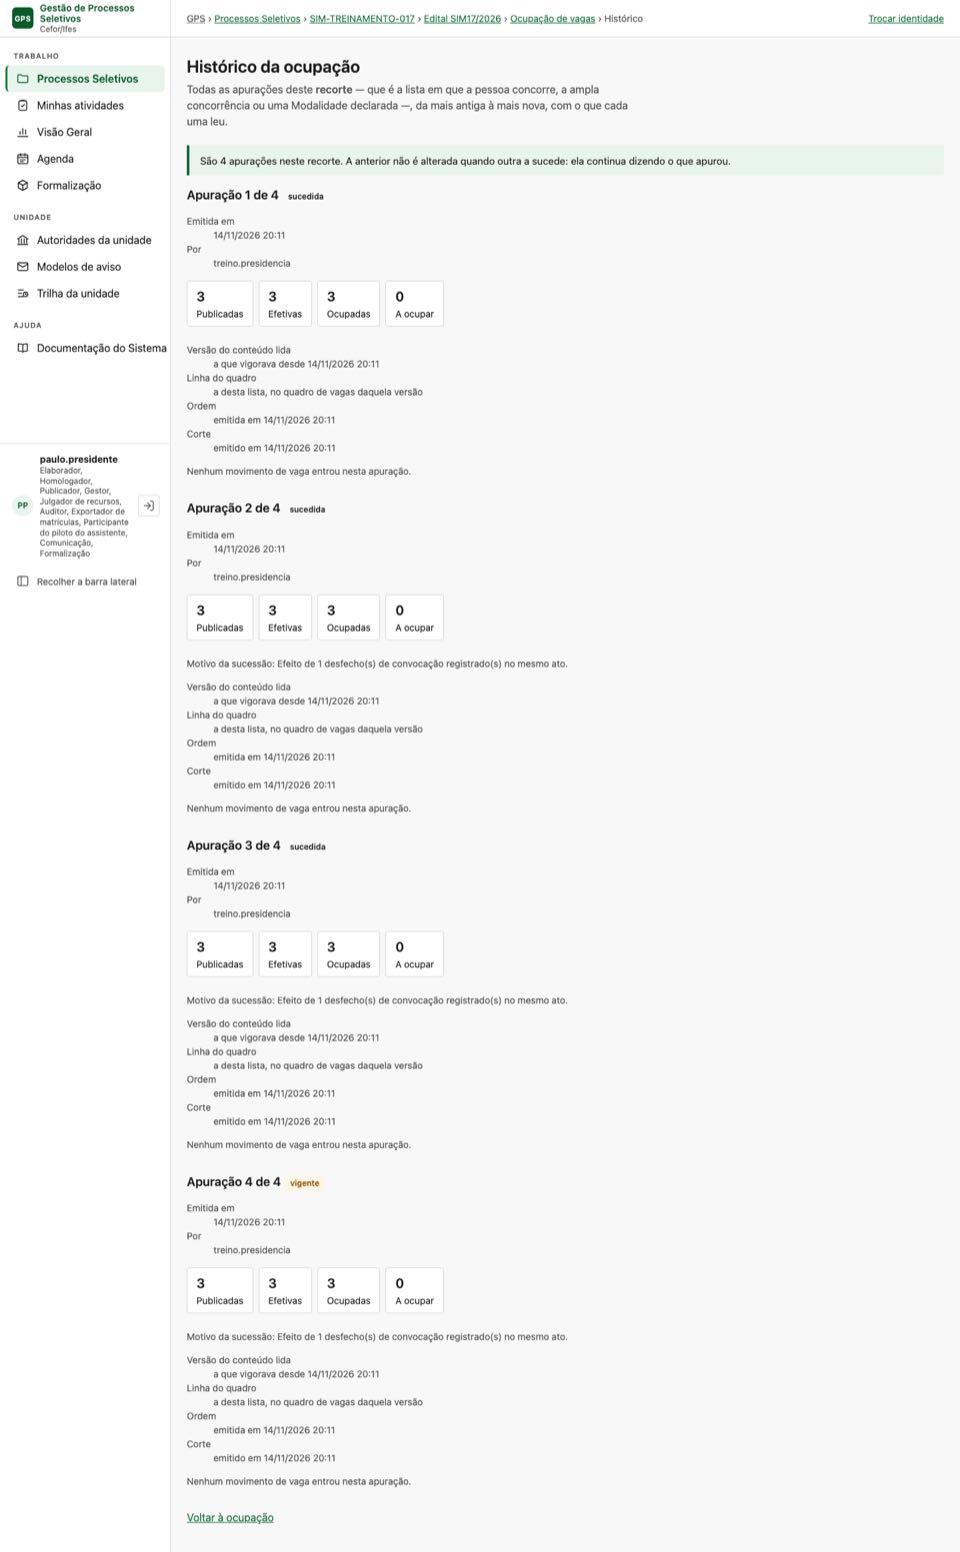 GPS
Gestão de Processos
Seletivos
Cefor/Ifes
TRABALHO
Processos Seletivos
Minhas atividades
Visão Geral
Agenda
Formalização
UNIDADE
Autoridades da unidade
Modelos de aviso
Trilha da unidade
AJUDA
Documentação do Sistema
PP
paulo.presidente
Elaborador,
Homologador,
Publicador, Gestor,
Julgador de recursos,
Auditor, Exportador de
matrículas, Participante
do piloto do assistente,
Comunicação,
Formalização
Recolher a barra lateral
GPS › Processos Seletivos › SIM-TREINAMENTO-017 › Edital SIM17/2026 › Ocupação de vagas › Histórico
Trocar identidade
Histórico da ocupação
Todas as apurações deste recorte — que é a lista em que a pessoa concorre, a ampla
concorrência ou uma Modalidade declarada —, da mais antiga à mais nova, com o que cada
uma leu.
São 4 apurações neste recorte. A anterior não é alterada quando outra a sucede: ela continua dizendo o que apurou.
Apuração 1 de 4 sucedida
Emitida em
14/11/2026 20:11
Por
treino.presidencia
3 3 3 0
Publicadas Efetivas Ocupadas A ocupar
Versão do conteúdo lida
a que vigorava desde 14/11/2026 20:11
Linha do quadro
a desta lista, no quadro de vagas daquela versão
Ordem
emitida em 14/11/2026 20:11
Corte
emitido em 14/11/2026 20:11
Nenhum movimento de vaga entrou nesta apuração.
Apuração 2 de 4 sucedida
Emitida em
14/11/2026 20:11
Por
treino.presidencia
3 3 3 0
Publicadas Efetivas Ocupadas A ocupar
Motivo da sucessão: Efeito de 1 desfecho(s) de convocação registrado(s) no mesmo ato.
Versão do conteúdo lida
a que vigorava desde 14/11/2026 20:11
Linha do quadro
a desta lista, no quadro de vagas daquela versão
Ordem
emitida em 14/11/2026 20:11
Corte
emitido em 14/11/2026 20:11
Nenhum movimento de vaga entrou nesta apuração.
Apuração 3 de 4 sucedida
Emitida em
14/11/2026 20:11
Por
treino.presidencia
3 3 3 0
Publicadas Efetivas Ocupadas A ocupar
Motivo da sucessão: Efeito de 1 desfecho(s) de convocação registrado(s) no mesmo ato.
Versão do conteúdo lida
a que vigorava desde 14/11/2026 20:11
Linha do quadro
a desta lista, no quadro de vagas daquela versão
Ordem
emitida em 14/11/2026 20:11
Corte
emitido em 14/11/2026 20:11
Nenhum movimento de vaga entrou nesta apuração.
Apuração 4 de 4 vigente
Emitida em
14/11/2026 20:11
Por
treino.presidencia
3 3 3 0
Publicadas Efetivas Ocupadas A ocupar
Motivo da sucessão: Efeito de 1 desfecho(s) de convocação registrado(s) no mesmo ato.
Versão do conteúdo lida
a que vigorava desde 14/11/2026 20:11
Linha do quadro
a desta lista, no quadro de vagas daquela versão
Ordem
emitida em 14/11/2026 20:11
Corte
emitido em 14/11/2026 20:11
Nenhum movimento de vaga entrou nesta apuração.
Voltar à ocupação